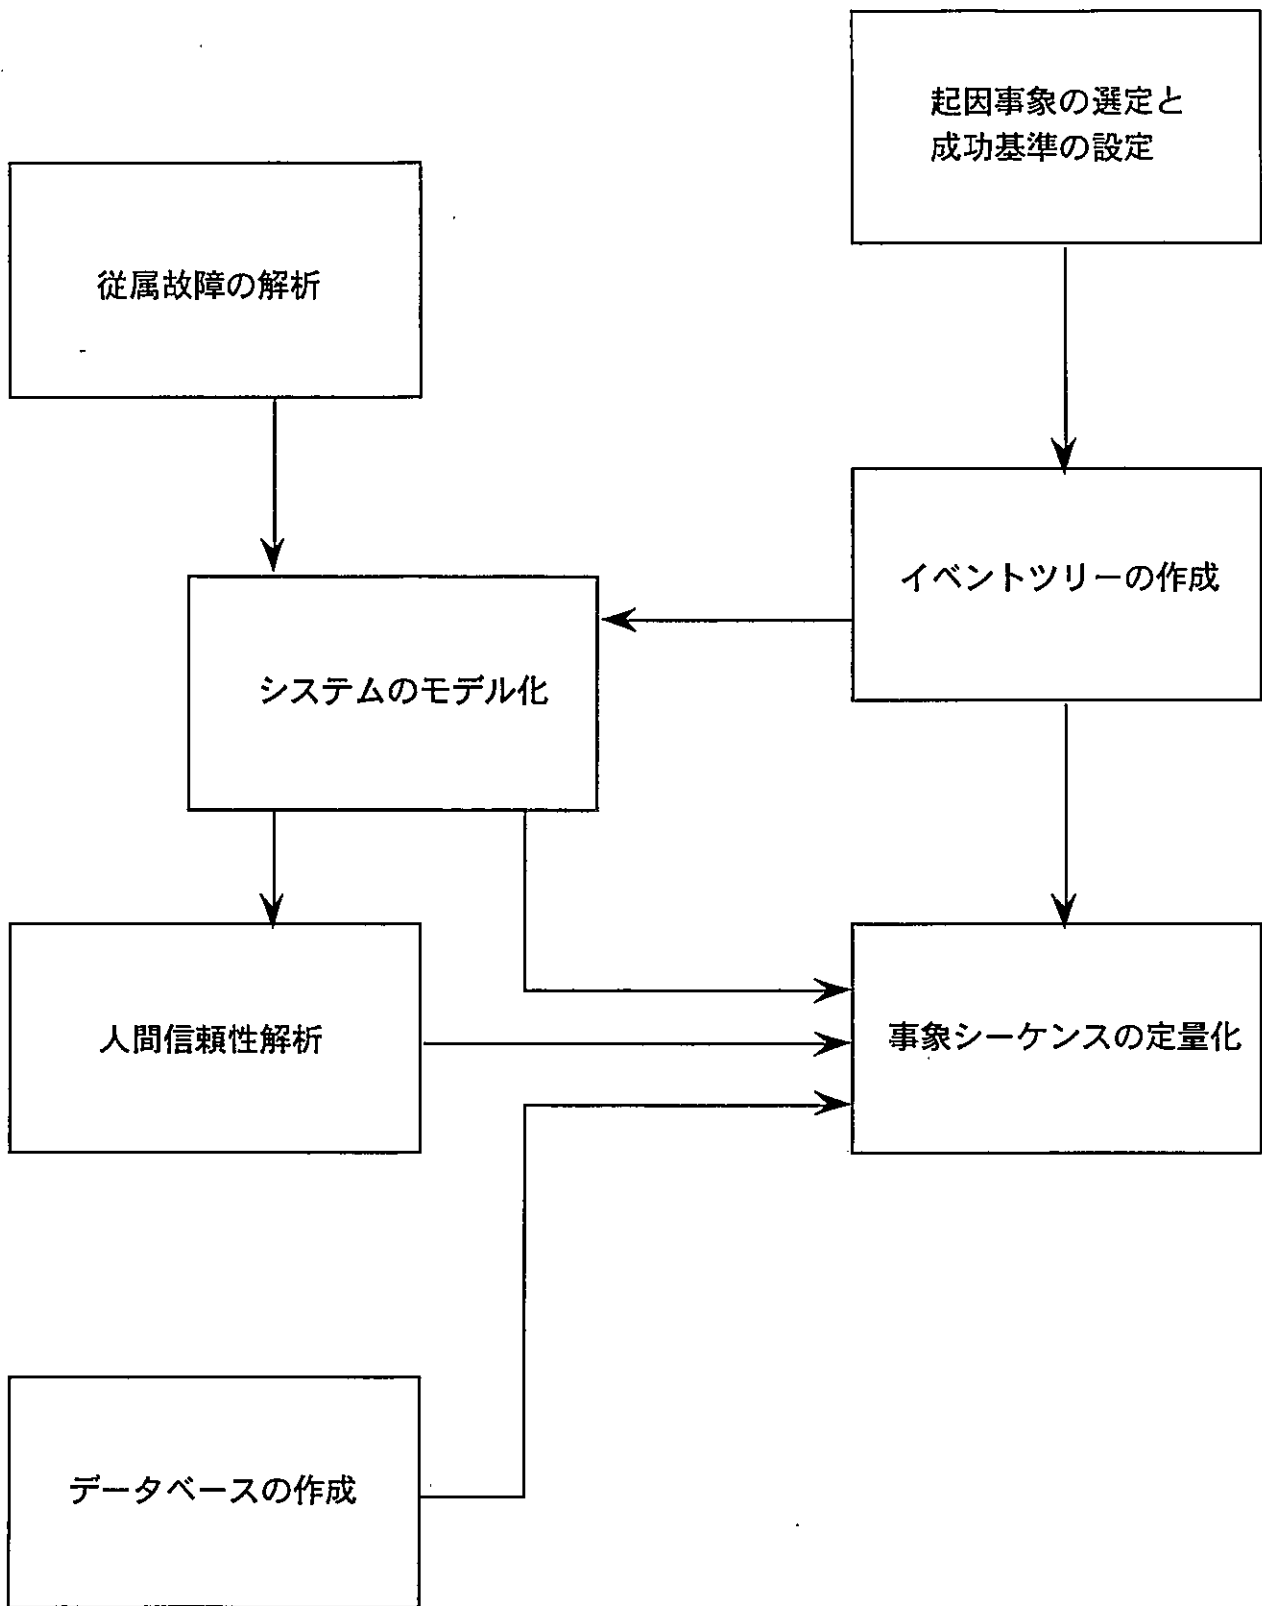 起因事象の選定と
成功基準の設定
従属故障の解析
イベントツリーの作成
システムのモデル化
人間信頼性解析
事象シーケンスの定量化
データベースの作成